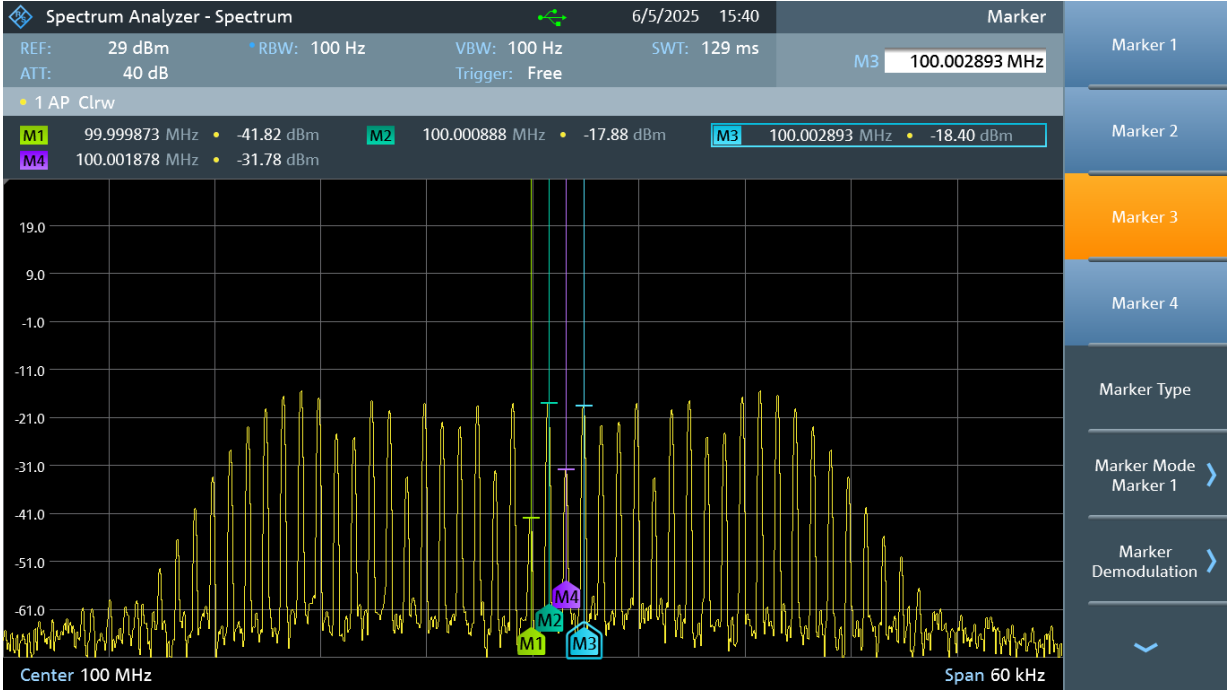 Spectrum Analyzer - Spectrum 6/5/2025 15:40 Marker
REF: 29 dBm RBW: 100 Hz VBW: 100 Hz SWT: 129 ms
ATT: 40 dB Trigger: Free
M3 100.002893 MHz
1 AP Clrw
M1 99.999873 MHz • -41.82 dBm M2 100.000888 MHz • -17.88 dBm M3 100.002893 MHz • -18.40 dBm
M4 100.001878 MHz • -31.78 dBm
19.0
9.0
-1.0
-11.0
-21.0
-31.0
-41.0
-51.0
-61.0
M4
M2
M1 M3
Center 100 MHz Span 60 kHz
Marker 1
Marker 2
Marker 3
Marker 4
Marker Type
Marker Mode
Marker 1
Marker
Demodulation